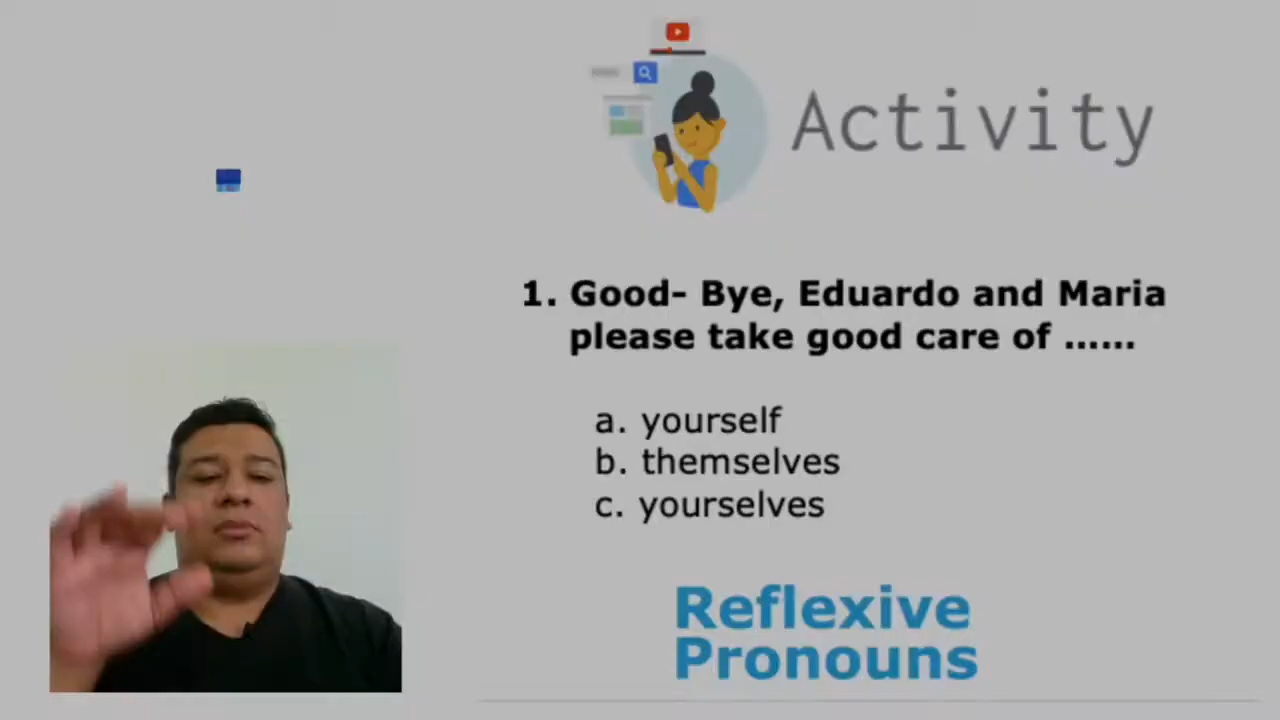 Activity
1. Good- Bye, Eduardo and Maria
please take good care of ......
a. yourself
b. themselves
c. yourselves
Reflexive
Pronouns